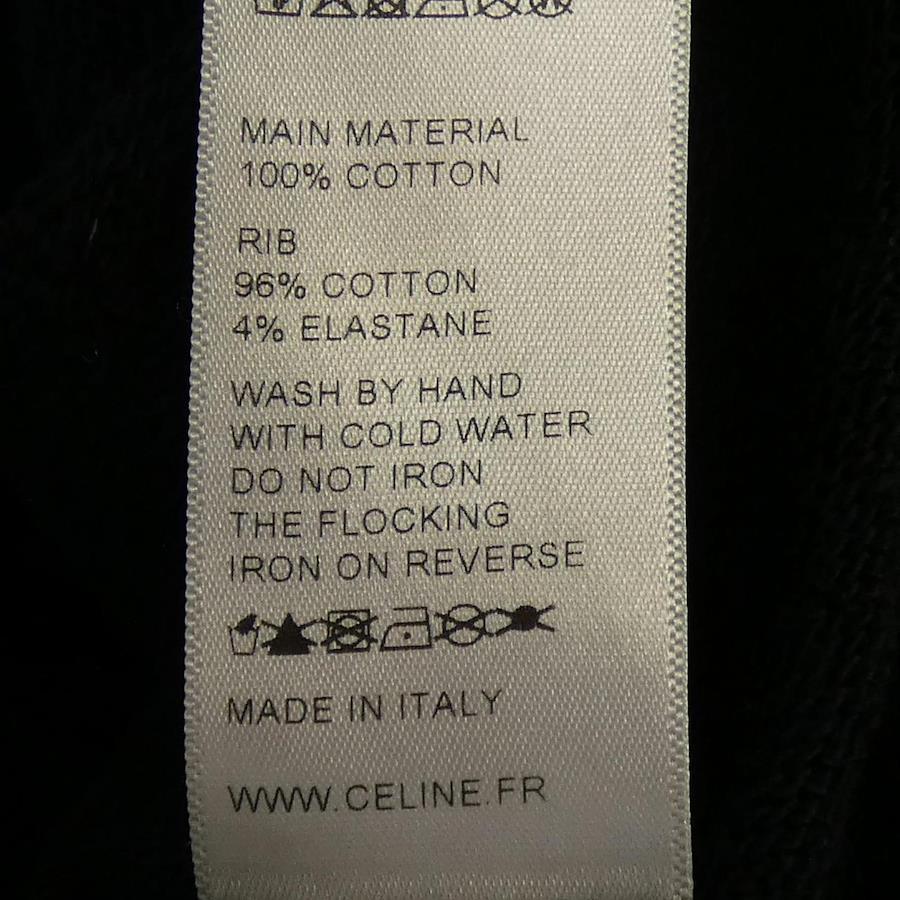 MAIN MATERIAL
100% COTTON
RIB
96% COTTON
4% ELASTANE
WASH BY HAND
WITH COLD WATER
DO NOT IRON
THE FLOCKING
IRON ON REVERSE
MADE IN ITALY
WWW.CELINE.FR